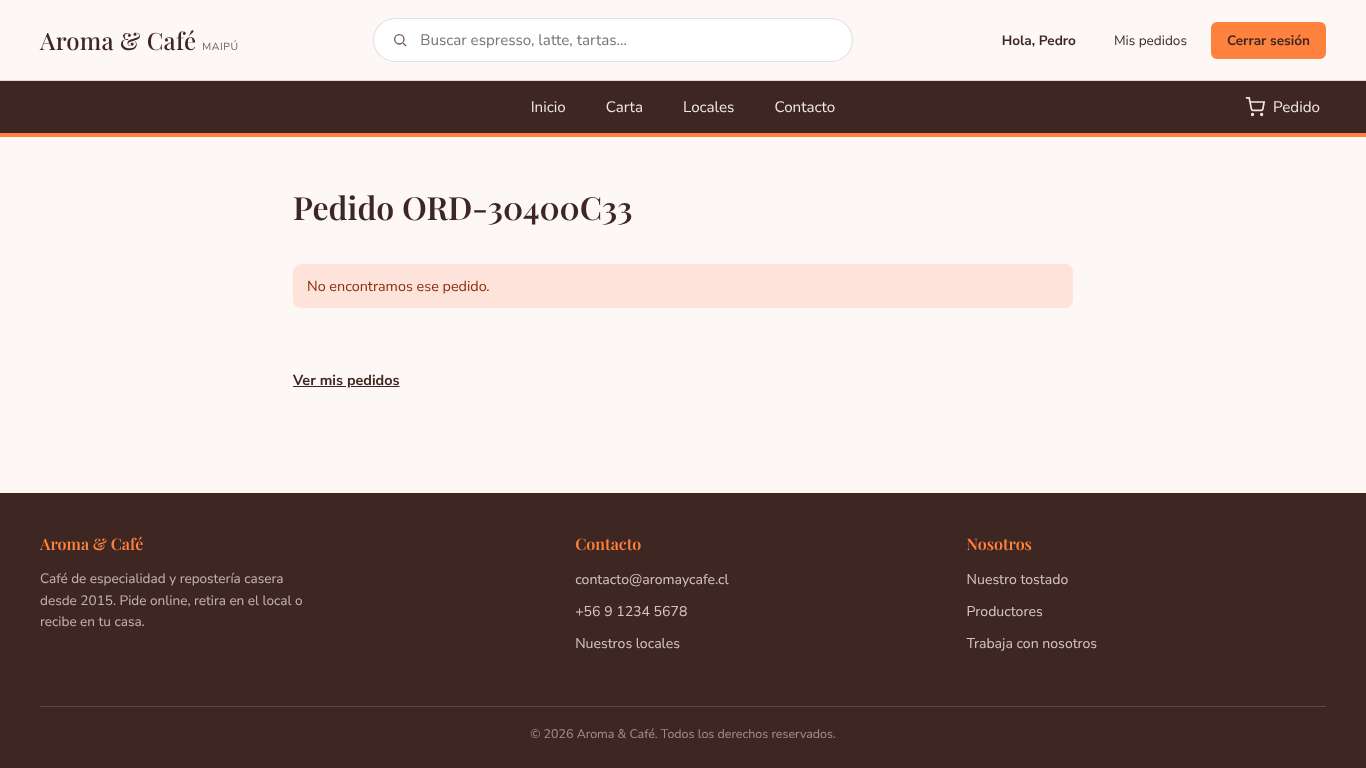 Aroma & Café MAIPÚ
Buscar espresso, latte, tartas...
Hola, Pedro
Mis pedidos
Cerrar sesión
Inicio
Carta
Locales
Contacto
Pedido
Pedido ORD-30400C33
No encontramos ese pedido.
Ver mis pedidos
Aroma & Café
Café de especialidad y repostería casera
desde 2015. Pide online, retira en el local o
recibe en tu casa.
Contacto
contacto@aromaycafe.cl
+56 9 1234 5678
Nuestros locales
Nosotros
Nuestro tostado
Productores
Trabaja con nosotros
© 2026 Aroma & Café. Todos los derechos reservados.